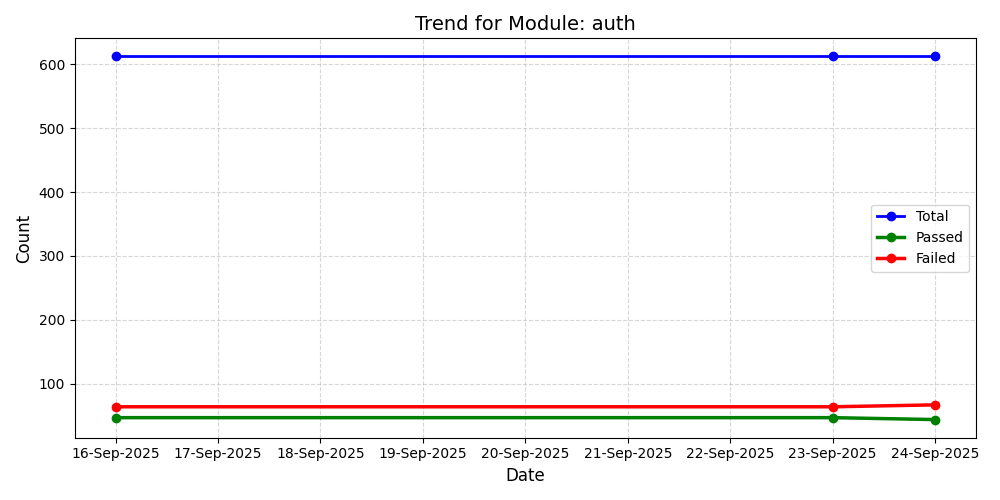 Trend for Module: auth
600
500
400
300
200
100
Count
Total
Passed
Failed
16-Sep-2025 17-Sep-2025 18-Sep-2025 19-Sep-2025 20-Sep-2025 21-Sep-2025 22-Sep-2025 23-Sep-2025 24-Sep-2025
Date